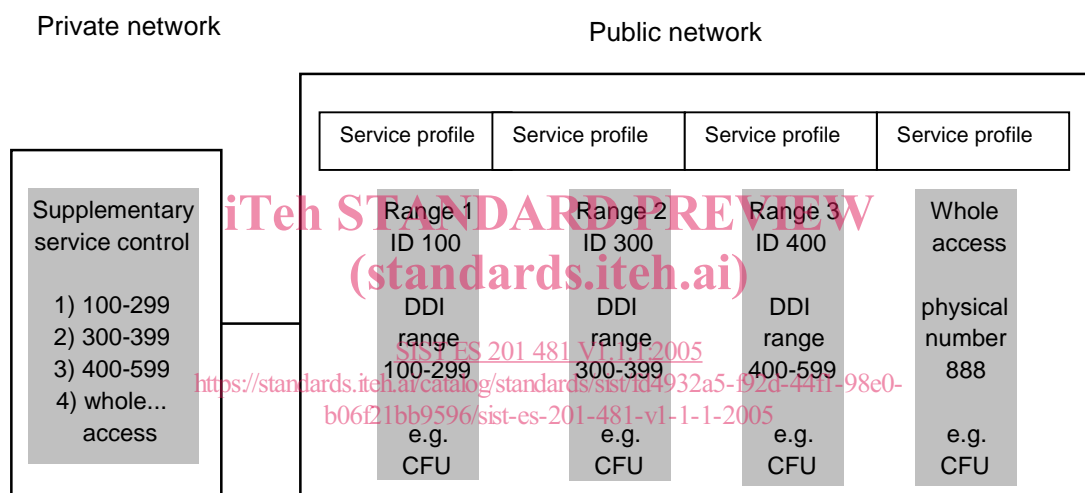 Private network
Public network
Service profile
Service profile
Service profile
Service profile
Supplementary
service control
1) 100-299
2) 300-399
3) 400-599
4) whole...
access
Range 1
ID 100
DDI
range
100-299
e.g.
CFU
Range 2
ID 300
DDI
range
300-399
e.g.
CFU
Range 3
ID 400
DDI
range
400-599
e.g.
CFU
Whole
access
physical
number
888
e.g.
CFU
iTeh STANDARD PREVIEW
(standards.iteh.ai)
SIST ES 201 481 V1.1.1:2005
https://standards.iteh.ai/catalog/standards/sist/fd4932a5-f92d-44f1-98e0-
b06f21bb9596/sist-es-201-481-v1-1-1-2005